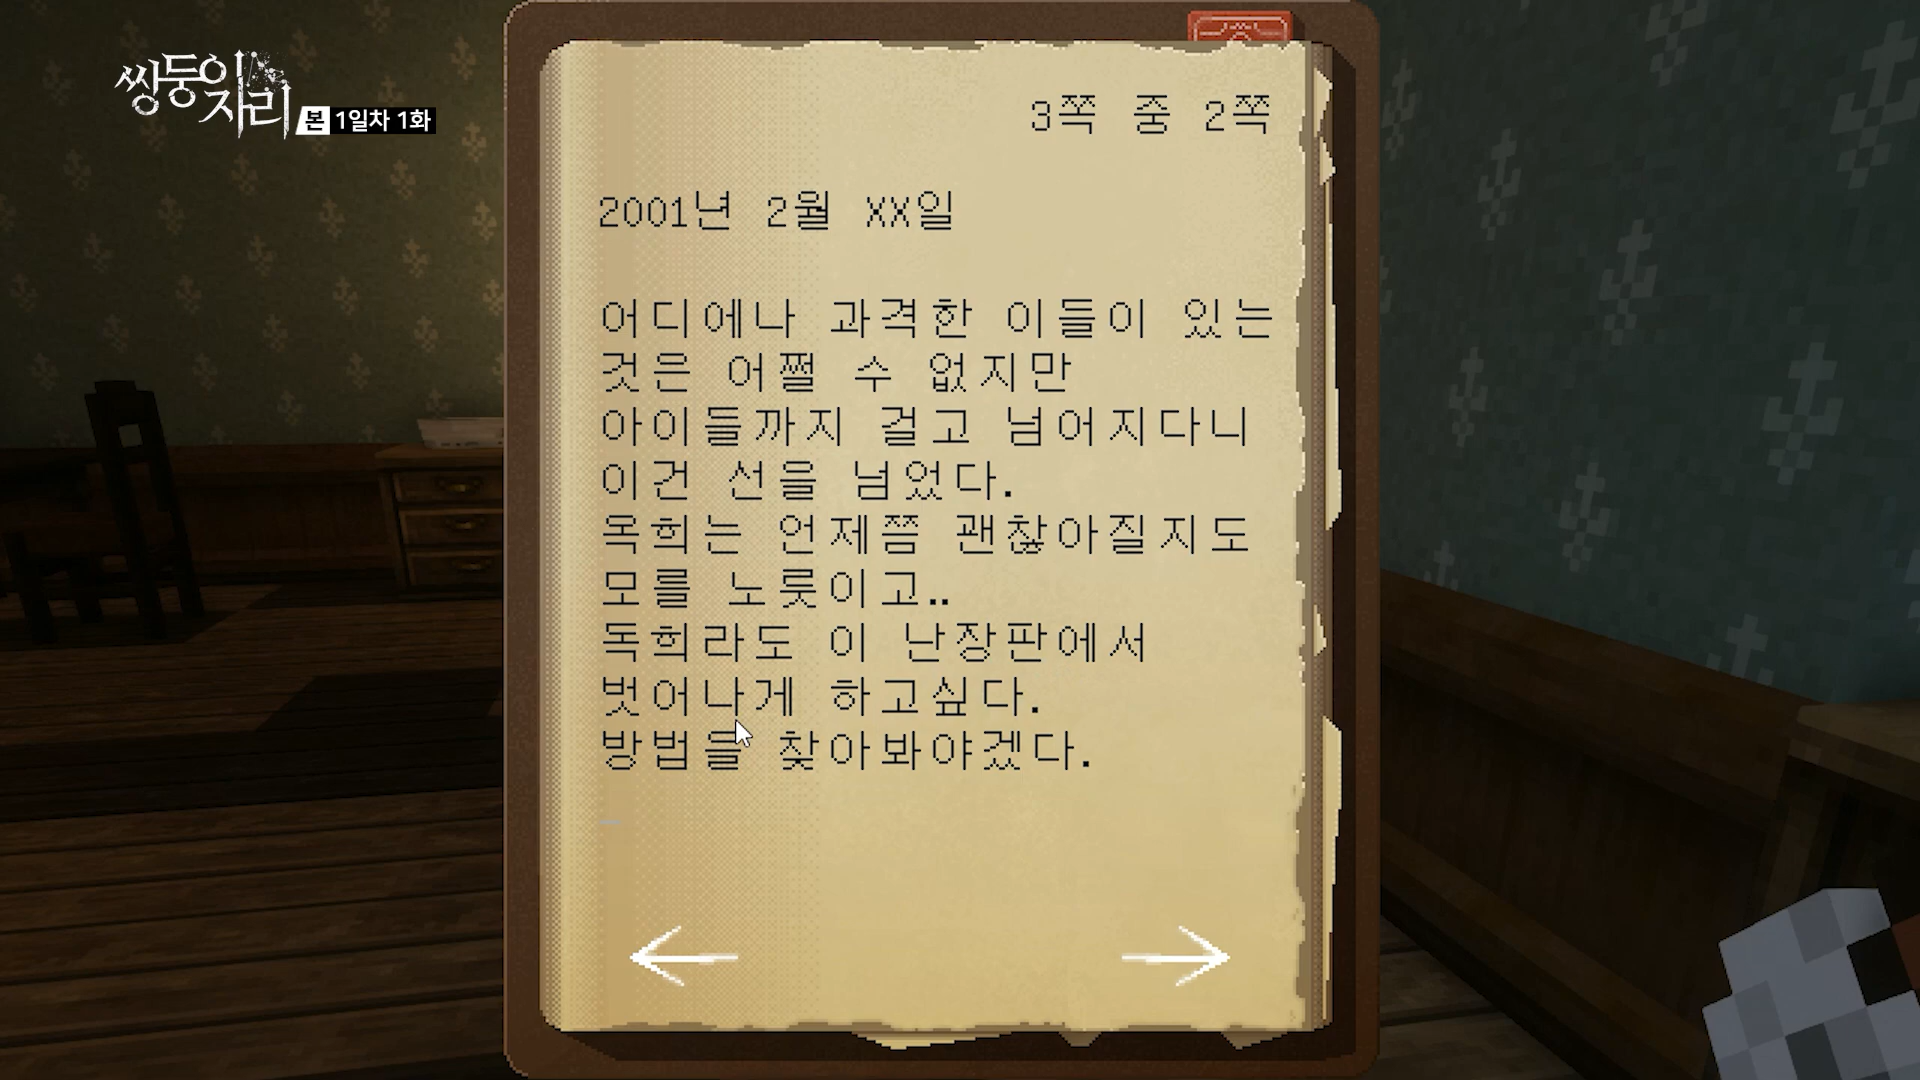 쌍둥이
자리
본 1일차 1화
3쪽 중 2쪽
2001년 2월 XX일
어디에나 과격한 이들이 있는
것은 어쩔 수 없지만
아이들까지 걸고 넘어지다니
이건 선을 넘었다.
옥희는 언제쯤 괜찮아질지도
모를 노릇이고..
독희라도 이 난장판에서
벗어나게 하고싶다.
방법을 찾아봐야겠다.